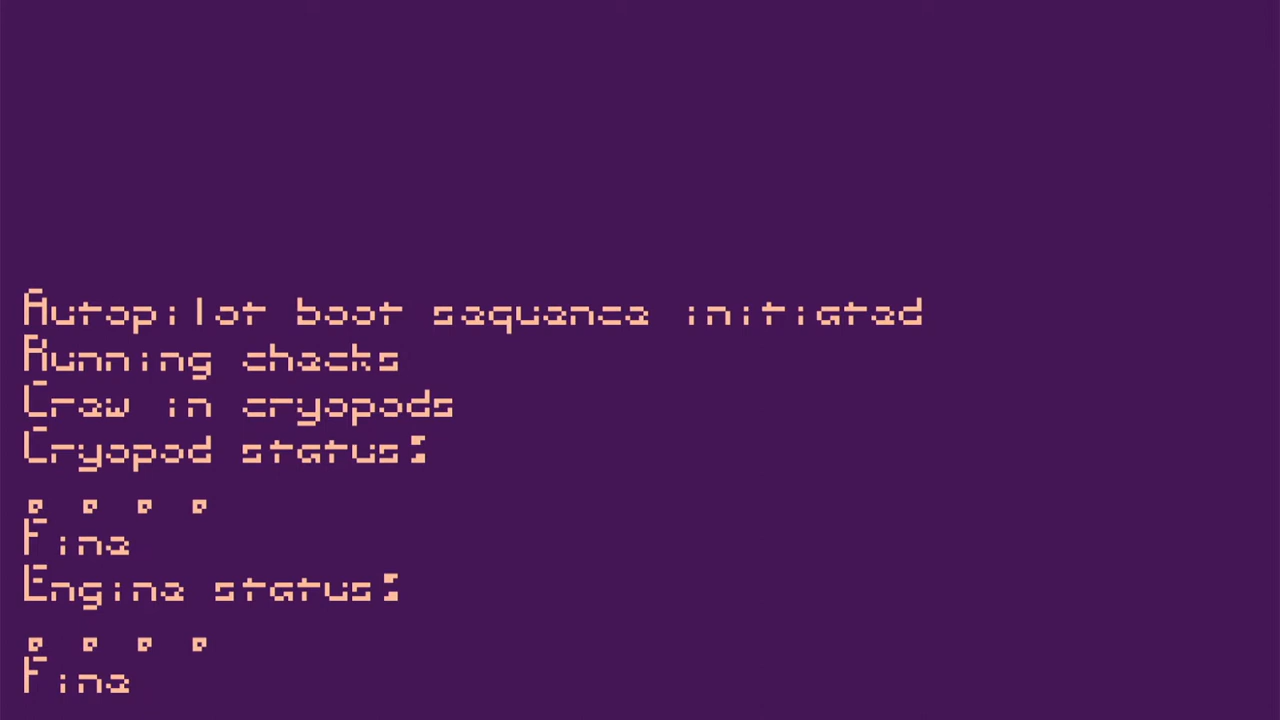 Autopilot boot sequence initiated
Running checks
Crew in cryopods
Cryopod status:
. . . .
Fine
Engine status:
. . . .
Fine